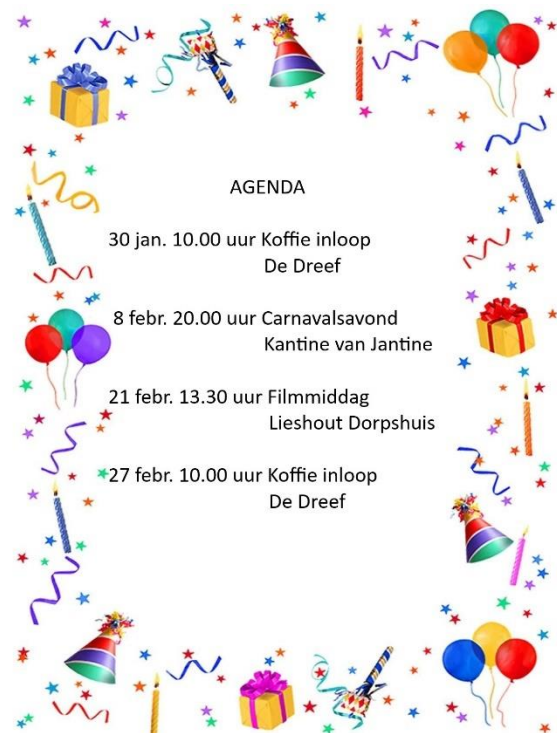 AGENDA
30 jan. 10.00 uur Koffie inloop
De Dreef
8 febr. 20.00 uur Carnavalsavond
Kantine van Jantine
21 febr. 13.30 uur Filmmiddag
Lieshout Dorpshuis
27 febr. 10.00 uur Koffie inloop
De Dreef